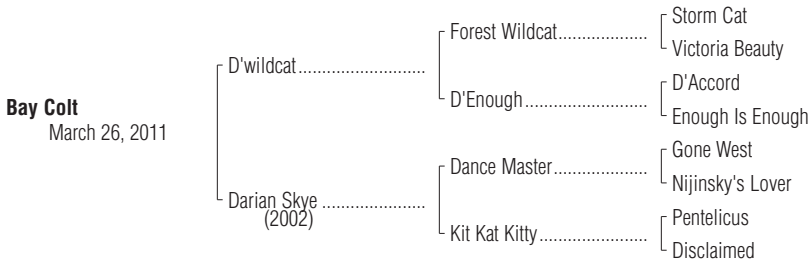 Storm Cat
Forest Wildcat
Victoria Beauty
D'wildcat
D'Accord
D'Enough
Enough Is Enough
Bay Colt
March 26, 2011
Gone West
Dance Master
Nijinsky's Lover
Darian Skye
(2002)
Pentelicus
Kit Kat Kitty
Disclaimed